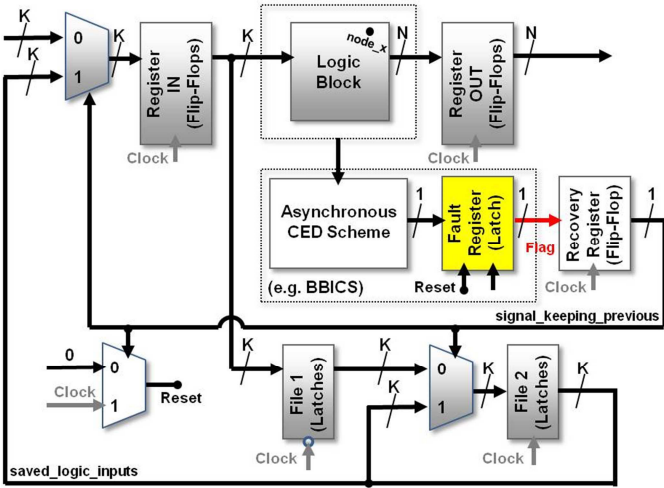 K
K
0
1
K
Register
IN
(Flip-Flops)
Clock
K
node_x
Logic
Block
N
Register
OUT
(Flip-Flops)
Clock
N
Asynchronous
CED Scheme
(e.g. BBICS)
1
Fault
Register
(Latch)
Reset
1
Flag
Recovery
Register
(Flip-Flop)
Clock
1
signal_keeping_previous
0
Clock
0
1
Reset
K
File 1
(Latches)
Clock
K
K
0
1
K
File 2
(Latches)
Clock
K
saved_logic_inputs